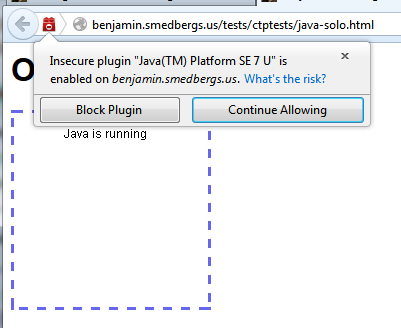 benjamin.smedbergs.us/tests/ctptests/java-solo.html
Insecure plugin "Java(TM) Platform SE 7 U" is
enabled on benjamin.smedbergs.us. What's the risk?
Block Plugin
Continue Allowing
O
Java is running